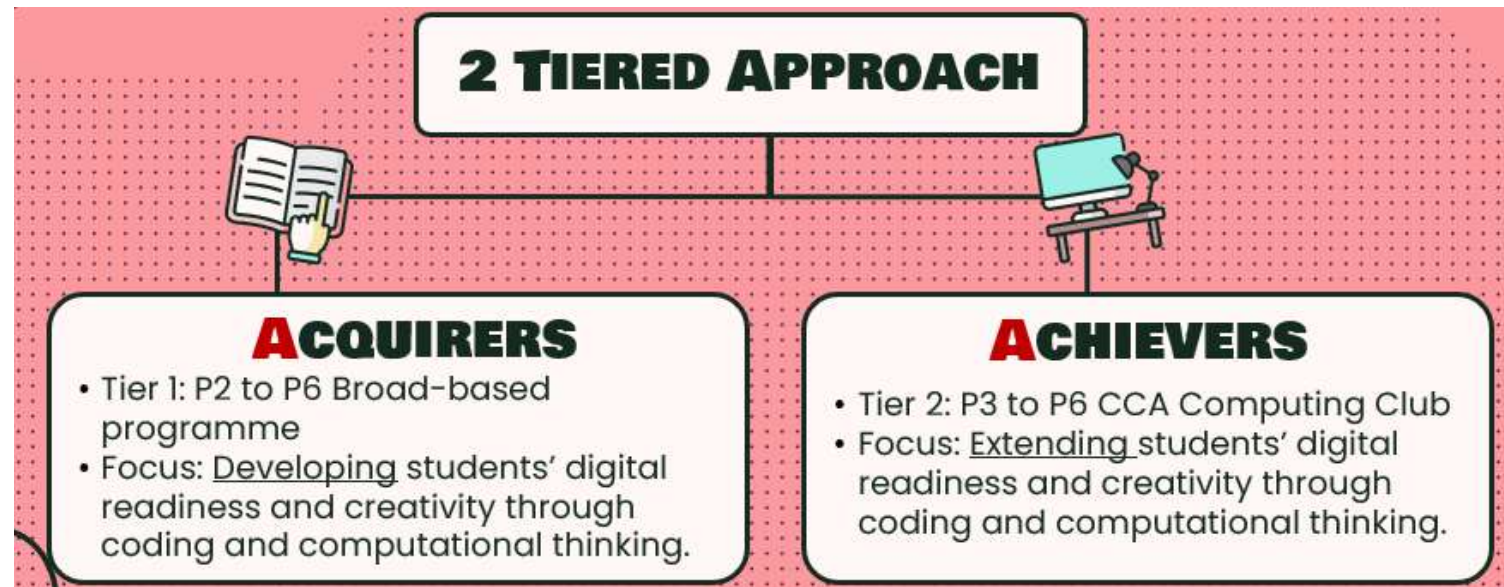 2 TIERED APPROACH
ACQUIRERS
• Tier 1: P2 to P6 Broad-based
programme
• Focus: Developing students’ digital
readiness and creativity through
coding and computational thinking.
ACHIEVERS
• Tier 2: P3 to P6 CCA Computing Club
• Focus: Extending students’ digital
readiness and creativity through
coding and computational thinking.